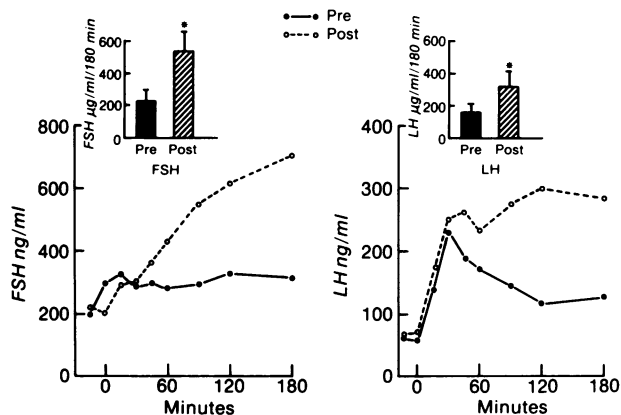 Pre
Post
FSH µg/ml/180 min
600
400
200
0
*
Pre Post
FSH
LH µg/ml/180 min
600
400
200
0
*
Pre Post
LH
FSH ng/ml
800
600
400
200
0
0 60 120 180
Minutes
LH ng/ml
400
300
200
100
0
0 60 120 180
Minutes